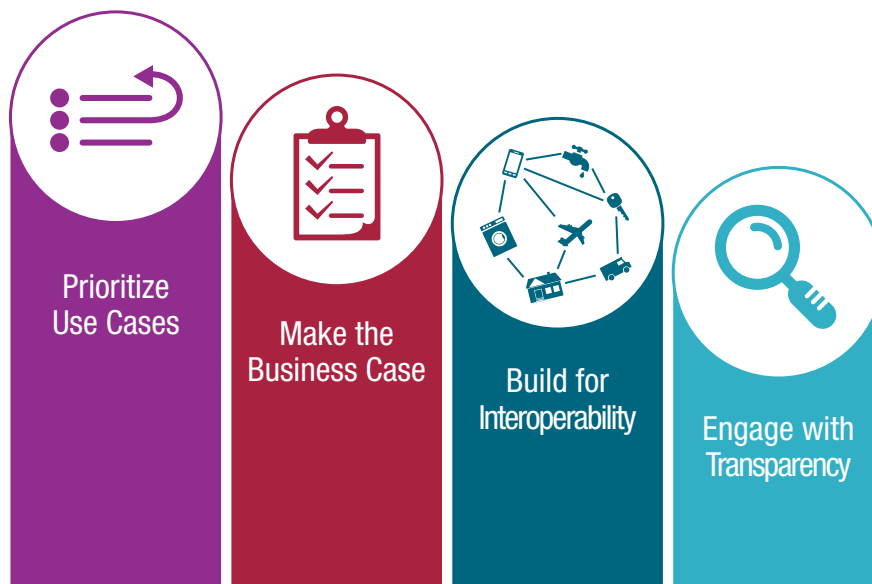 Prioritize
Use Cases
Make the
Business Case
Build for
Interoperability
Engage with
Transparency